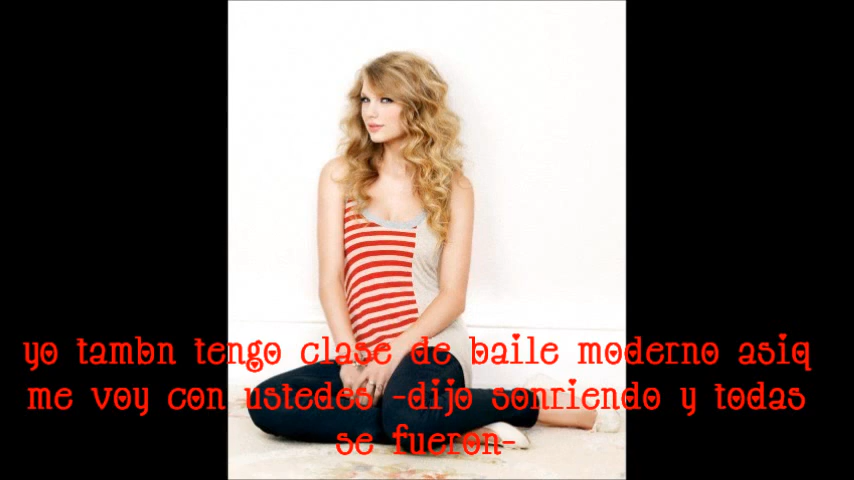 yo tambn tengo clase de baile moderno asiq
me voy con ustedes -dijo sonriendo y todas
se fueron-